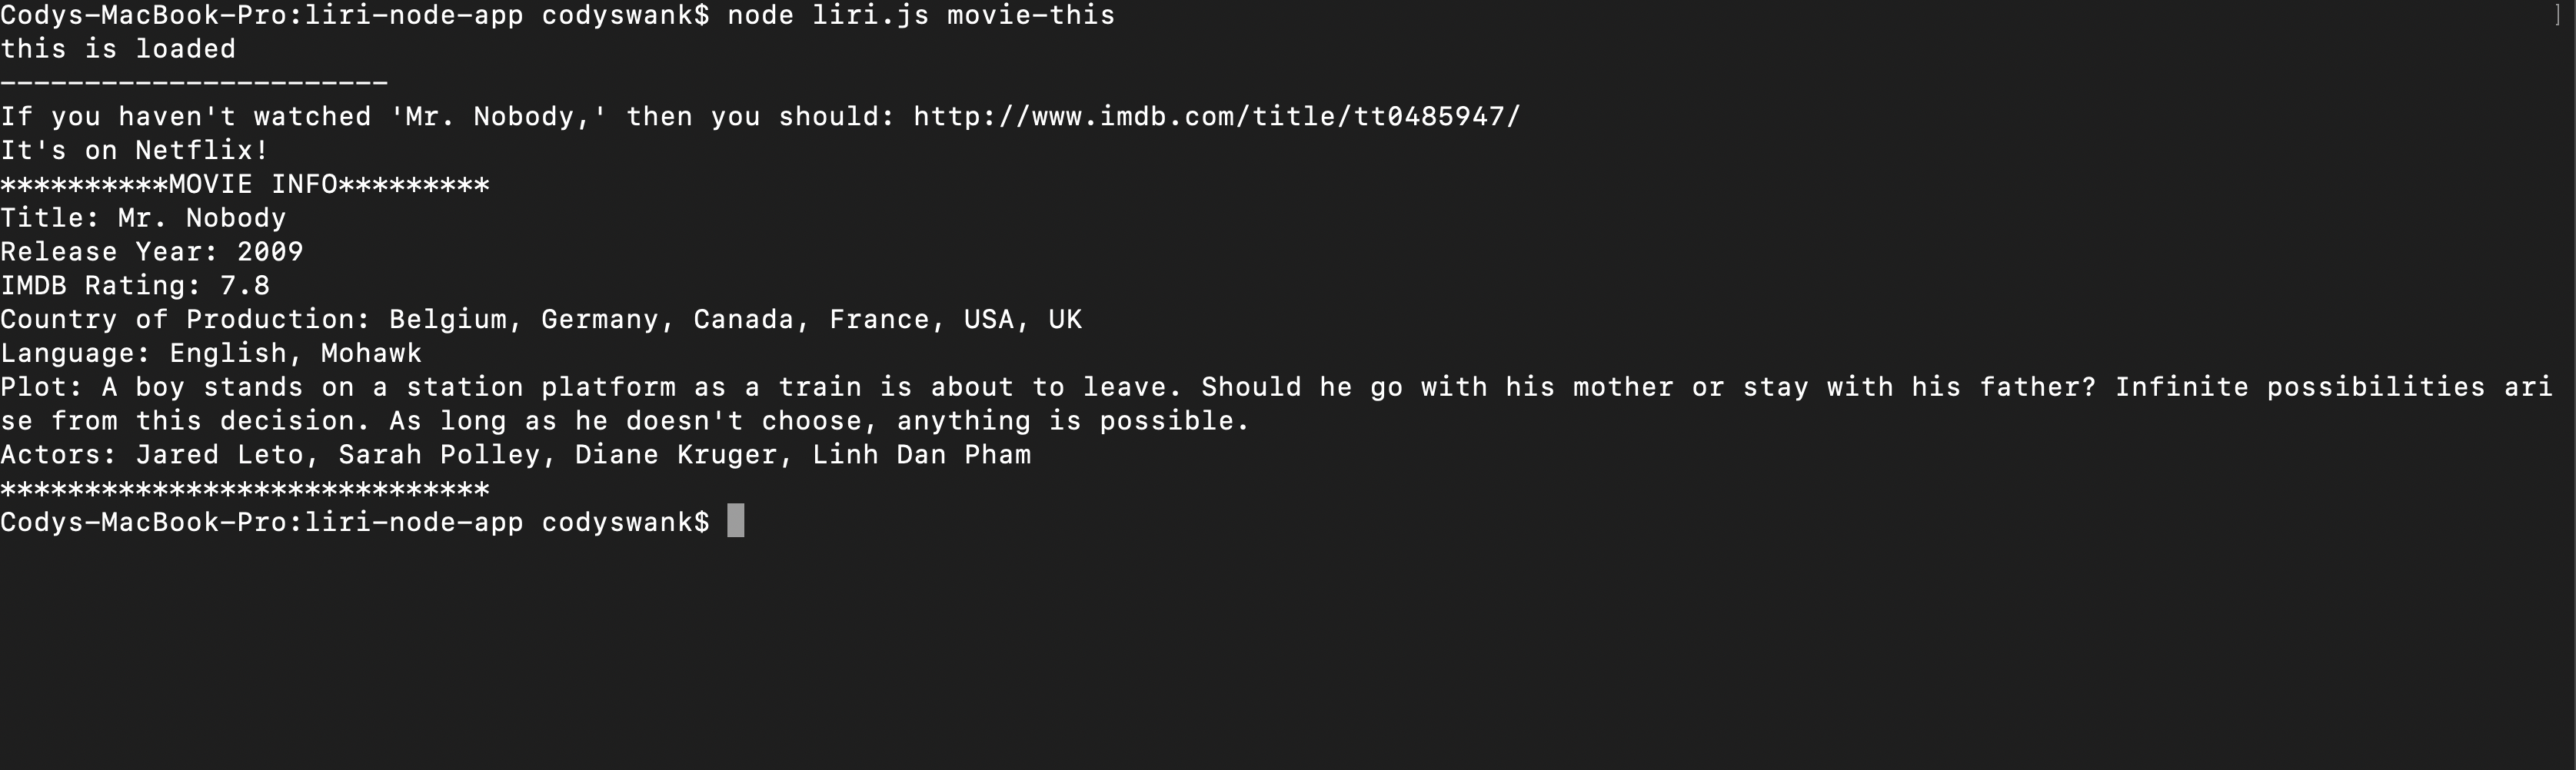 Codys-MacBook-Pro:liri-node-app codyswank$ node liri.js movie-this ]
this is loaded
-----------------------
If you haven't watched 'Mr. Nobody,' then you should: http://www.imdb.com/title/tt0485947/
It's on Netflix!
**********MOVIE INFO*********
Title: Mr. Nobody
Release Year: 2009
IMDB Rating: 7.8
Country of Production: Belgium, Germany, Canada, France, USA, UK
Language: English, Mohawk
Plot: A boy stands on a station platform as a train is about to leave. Should he go with his mother or stay with his father? Infinite possibilities ari
se from this decision. As long as he doesn't choose, anything is possible.
Actors: Jared Leto, Sarah Polley, Diane Kruger, Linh Dan Pham
*****************************
Codys-MacBook-Pro:liri-node-app codyswank$